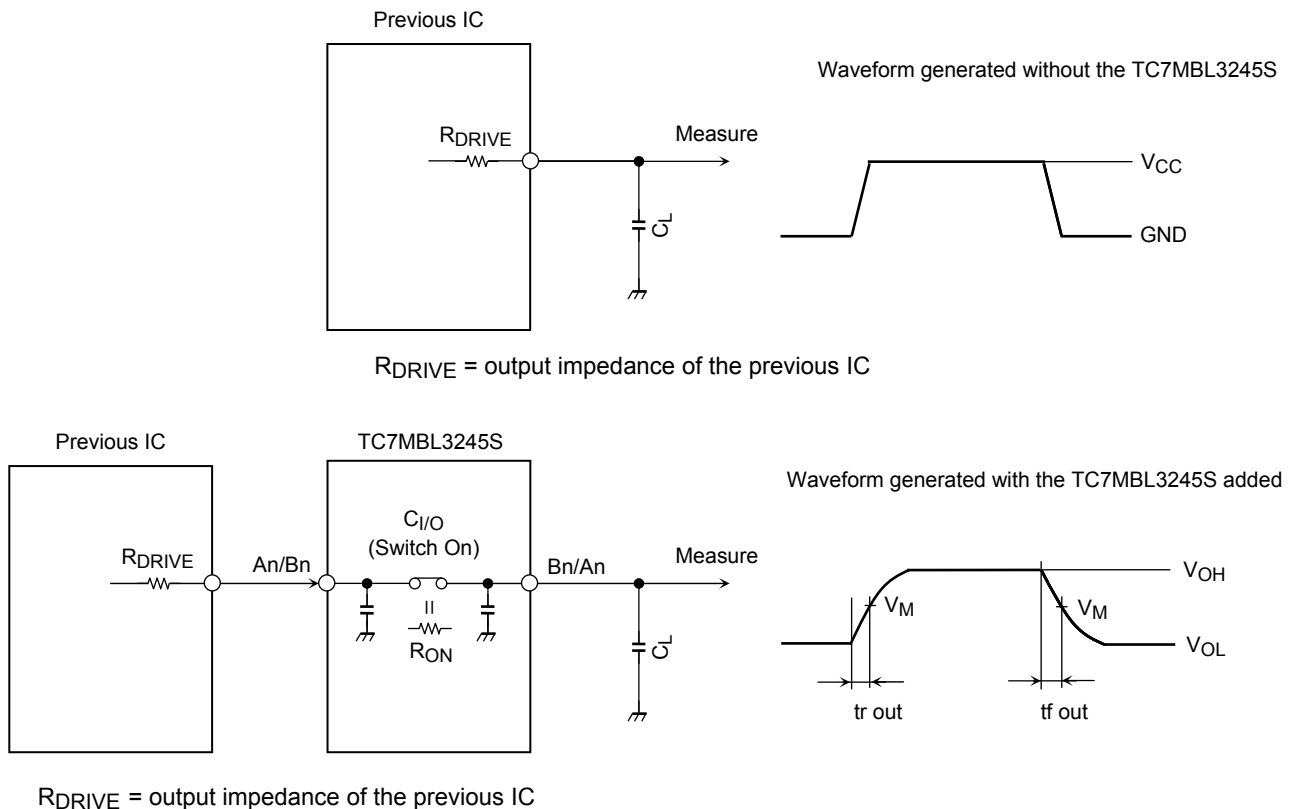 Previous IC
Waveform generated without the TC7MBL3245S
RDRIVE
Measure
CL
VCC
GND
RDRIVE = output impedance of the previous IC
Previous IC
TC7MBL3245S
Waveform generated with the TC7MBL3245S added
CI/O
(Switch On)
RDRIVE
An/Bn
Bn/An
Measure
RON
CL
VOH
VM
VM
VOL
tr out
tf out
RDRIVE = output impedance of the previous IC